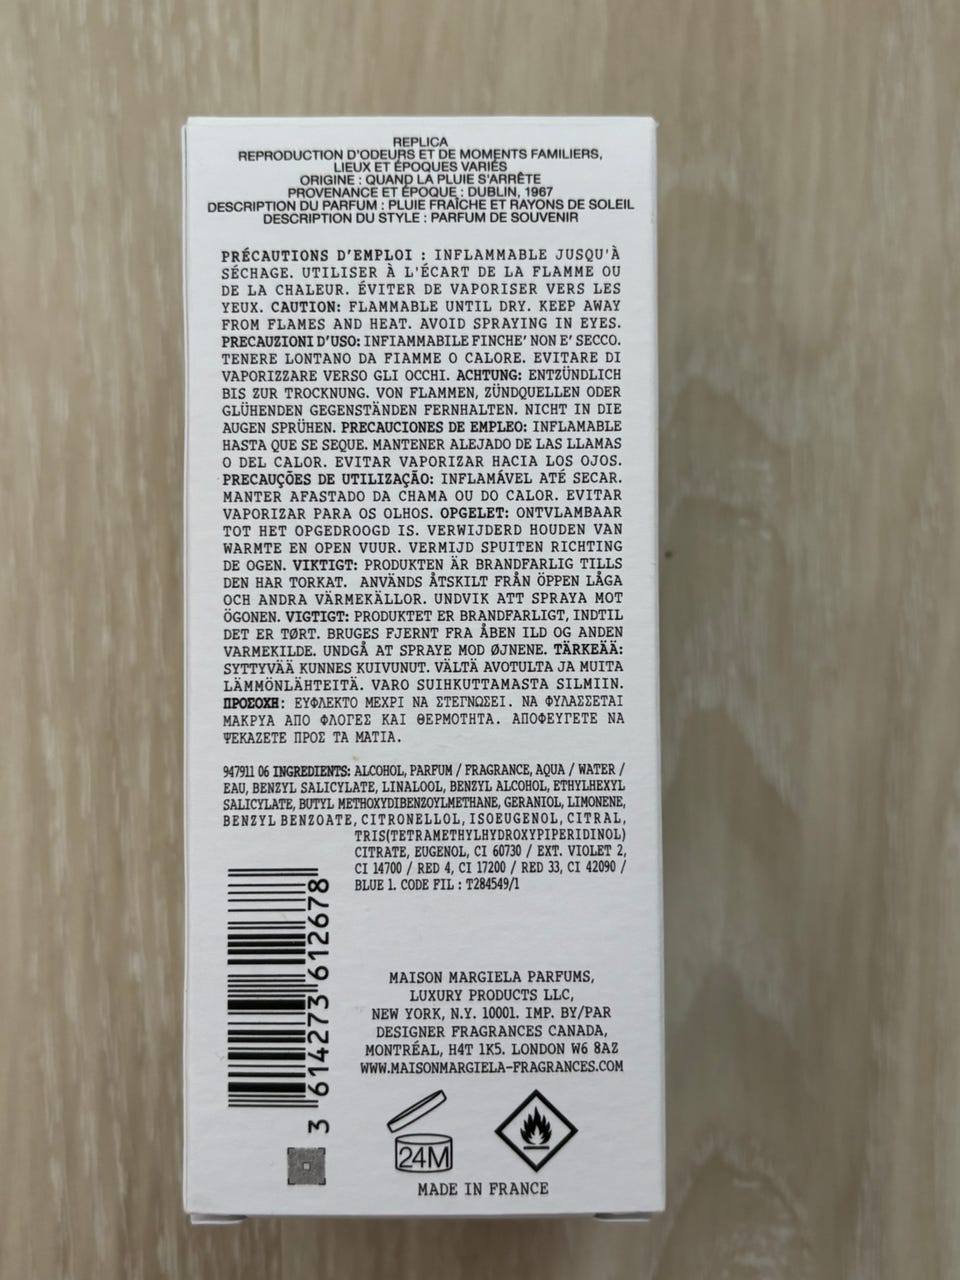 REPLICA
REPRODUCTION D'ODEURS ET DE MOMENTS FAMILIERS,
LIEUX ET ÉPOQUES VARIÉS
ORIGINE : QUAND LA PLUIE S'ARRÊTE
PROVENANCE ET ÉPOQUE : DUBLIN, 1967
DESCRIPTION DU PARFUM : PLUIE FRAÎCHE ET RAYONS DE SOLEIL
DESCRIPTION DU STYLE : PARFUM DE SOUVENIR
PRÉCAUTIONS D'EMPLOI : INFLAMMABLE JUSQU'À
SÉCHAGE. UTILISER À L'ÉCART DE LA FLAMME OU
DE LA CHALEUR. ÉVITER DE VAPORISER VERS LES
YEUX. CAUTION: FLAMMABLE UNTIL DRY. KEEP AWAY
FROM FLAMES AND HEAT. AVOID SPRAYING IN EYES.
PRECAUZIONI D'USO: INFIAMMABILE FINCHE' NON E' SECCO.
TENERE LONTANO DA FIAMME O CALORE. EVITARE DI
VAPORIZZARE VERSO GLI OCCHI. ACHTUNG: ENTZÜNDLICH
BIS ZUR TROCKNUNG. VON FLAMMEN, ZÜNDQUELLEN ODER
GLÜHENDEN GEGENSTÄNDEN FERNHALTEN. NICHT IN DIE
AUGEN SPRÜHEN. PRECAUCIONES DE EMPLEO: INFLAMABLE
HASTA QUE SE SEQUE. MANTENER ALEJADO DE LAS LLAMAS
O DEL CALOR. EVITAR VAPORIZAR HACIA LOS OJOS.
PRECAUÇÕES DE UTILIZAÇÃO: INFLAMÁVEL ATÉ SECAR.
MANTER AFASTADO DA CHAMA OU DO CALOR. EVITAR
VAPORIZAR PARA OS OLHOS. OPGELET: ONTVLAMBAAR
TOT HET OPGEDROOGD IS. VERWIJDERD HOUDEN VAN
WARMTE EN OPEN VUUR. VERMIJD SPUITEN RICHTING
DE OGEN. VIKTIGT: PRODUKTEN ÄR BRANDFARLIG TILLS
DEN HAR TORKAT. ANVÄNDS ÅTSKILT FRÅN ÖPPEN LÅGA
OCH ANDRA VÄRMEKÄLLOR. UNDVIK ATT SPRAYA MOT
ÖGONEN. VIGTIGT: PRODUKTET ER BRANDFARLIGT, INDTIL
DET ER TØRT. BRUGES FJERNT FRA ÅBEN ILD OG ANDEN
VARMEKILDE. UNDGÅ AT SPRAYE MOD ØJNENE. TÄRKEÄÄ:
SYTTYVÄÄ KUNNES KUIVUNUT. VÄLTÄ AVOTULTA JA MUITA
LÄMMÖNLÄHTEITÄ. VARO SUIHKUTTAMASTA SILMIIN.
ΠΡΟΣΟΧΗ: ΕΥΦΛΕΚΤΟ ΜΕΧΡΙ ΝΑ ΣΤΕΓΝΩΣΕΙ. ΝΑ ΦΥΛΑΣΣΕΤΑΙ
ΜΑΚΡΥΑ ΑΠΟ ΦΛΟΓΕΣ ΚΑΙ ΘΕΡΜΟΤΗΤΑ. ΑΠΟΦΕΥΓΕΤΕ ΝΑ
ΨΕΚΑΖΕΤΕ ΠΡΟΣ ΤΑ ΜΑΤΙΑ.
947911 06 INGREDIENTS: ALCOHOL, PARFUM / FRAGRANCE, AQUA / WATER /
EAU, BENZYL SALICYLATE, LINALOOL, BENZYL ALCOHOL, ETHYLHEXYL
SALICYLATE, BUTYL METHOXYDIBENZOYLMETHANE, GERANIOL, LIMONENE,
BENZYL BENZOATE, CITRONELLOL, ISOEUGENOL, CITRAL,
TRIS(TETRAMETHYLHYDROXYPIPERIDINOL)
CITRATE, EUGENOL, CI 60730 / EXT. VIOLET 2,
CI 14700 / RED 4, CI 17200 / RED 33, CI 42090 /
BLUE 1. CODE FIL : T284549/1
3 614273 612678
MAISON MARGIELA PARFUMS,
LUXURY PRODUCTS LLC,
NEW YORK, N.Y. 10001. IMP. BY/PAR
DESIGNER FRAGRANCES CANADA,
MONTRÉAL, H4T 1K5. LONDON W6 8AZ
WWW.MAISONMARGIELA-FRAGRANCES.COM
24M
MADE IN FRANCE